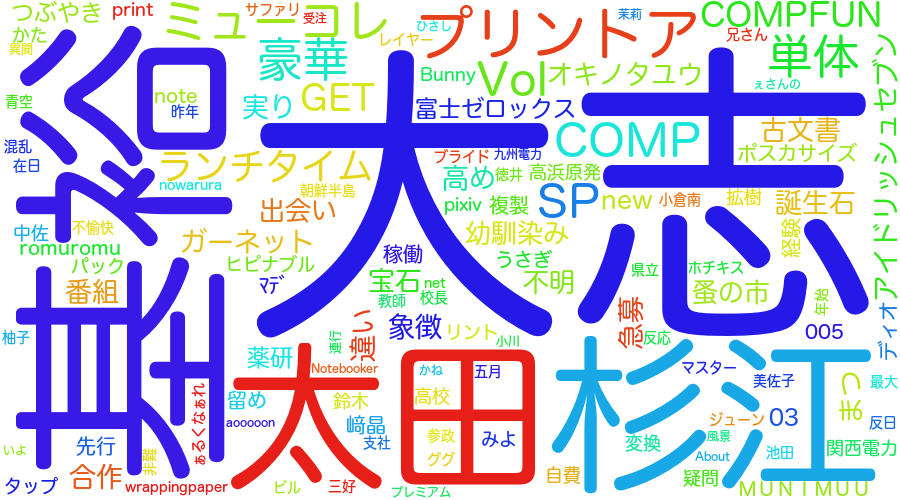 つぶやき
print
サファリ
受注
ミューコレ
プリントア
茉莉
COMPFUN
かた
異聞
レイヤー
ひさし
兄さん
豪華
Bunny
Vol
オキノタユウ
ぇさんの
単体
青空
note
昨年
実り
GET
富士ゼロックス
大志
裕
真
混乱
在日
ランチタイム
ブライド
九州電力
COMP
古文書
ポスカサイズ
nowarura
朝鮮半島
高め
徳井
高浜原発
pixiv
複製
SP
new
小倉南
拡樹
誕生石
アイドリッシュセブン
中佐
不愉快
出会い
romuromu
ガーネット
幼馴染み
経験
パック
ヒピナブル
稼働
うさぎ
県立
ホチキス
番組
マデ
宝石
net
不明
蚤の市
教師
校長
年始
柚子
象徴
リント
急募
反応
005
ディオ
薬研
連行
違い
小川
Notebooker
太田
杉江
かね
五月
マスター
美佐子
最大
まつ
留め
鈴木
高校
aooooon
ぁるくなぁれ
﨑晶
支社
参政
みよ
ジューン
03
反日
いよ
先行
非難
ググ
変換
風景
About
池田
関西電力
タップ
合作
wrappingpaper
ビル
三好
プレミアム
自費
疑問
ＭＵＮＩＭＵＵ